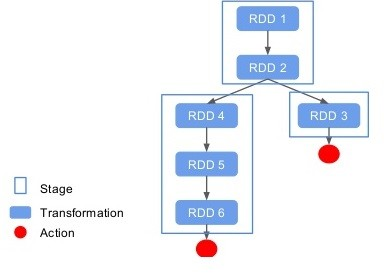 RDD 1
RDD 2
RDD 4
RDD 3
RDD 5
RDD 6
Stage
Transformation
Action